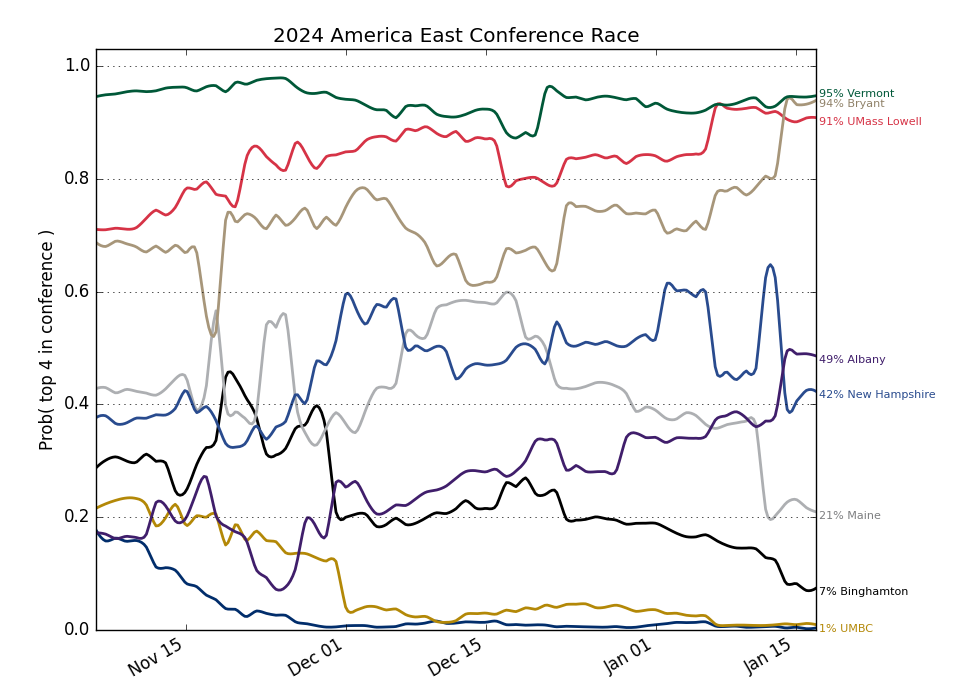 2024 America East Conference Race
Prob( top 4 in conference )
1.0
0.8
0.6
0.4
0.2
0.0
Nov 15
Dec 01
Dec 15
Jan 01
Jan 15
95% Vermont
94% Bryant
91% UMass Lowell
49% Albany
42% New Hampshire
21% Maine
7% Binghamton
1% UMBC